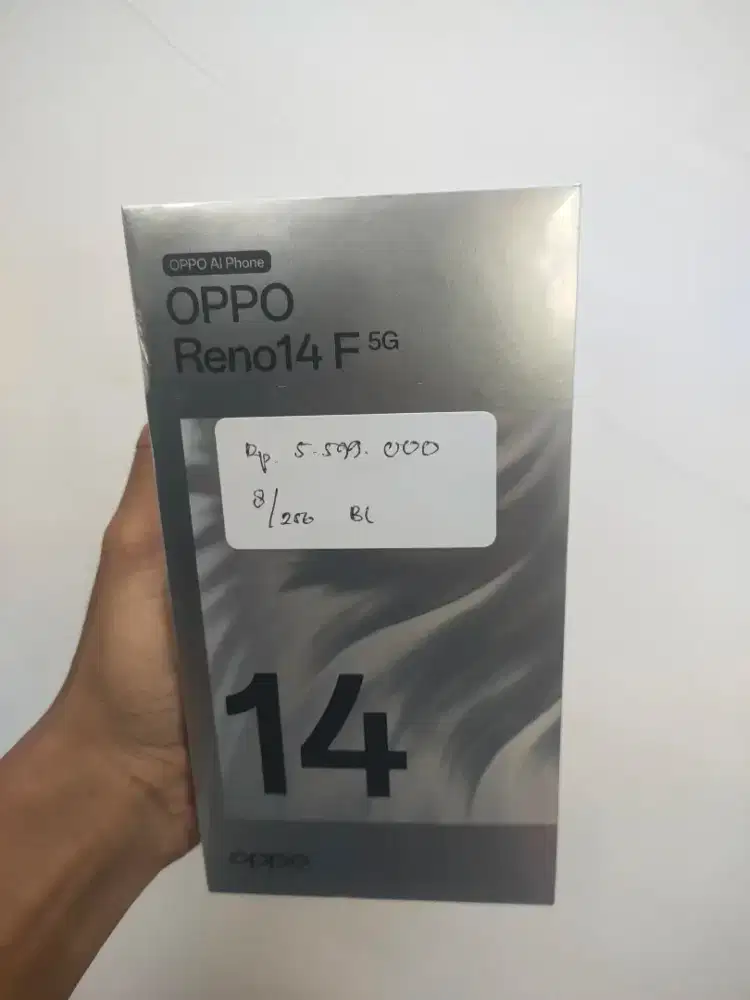 OPPO AI Phone
OPPO
Reno14 F 5G
Rp. 5.599.000
8/256 BL
14
oppo